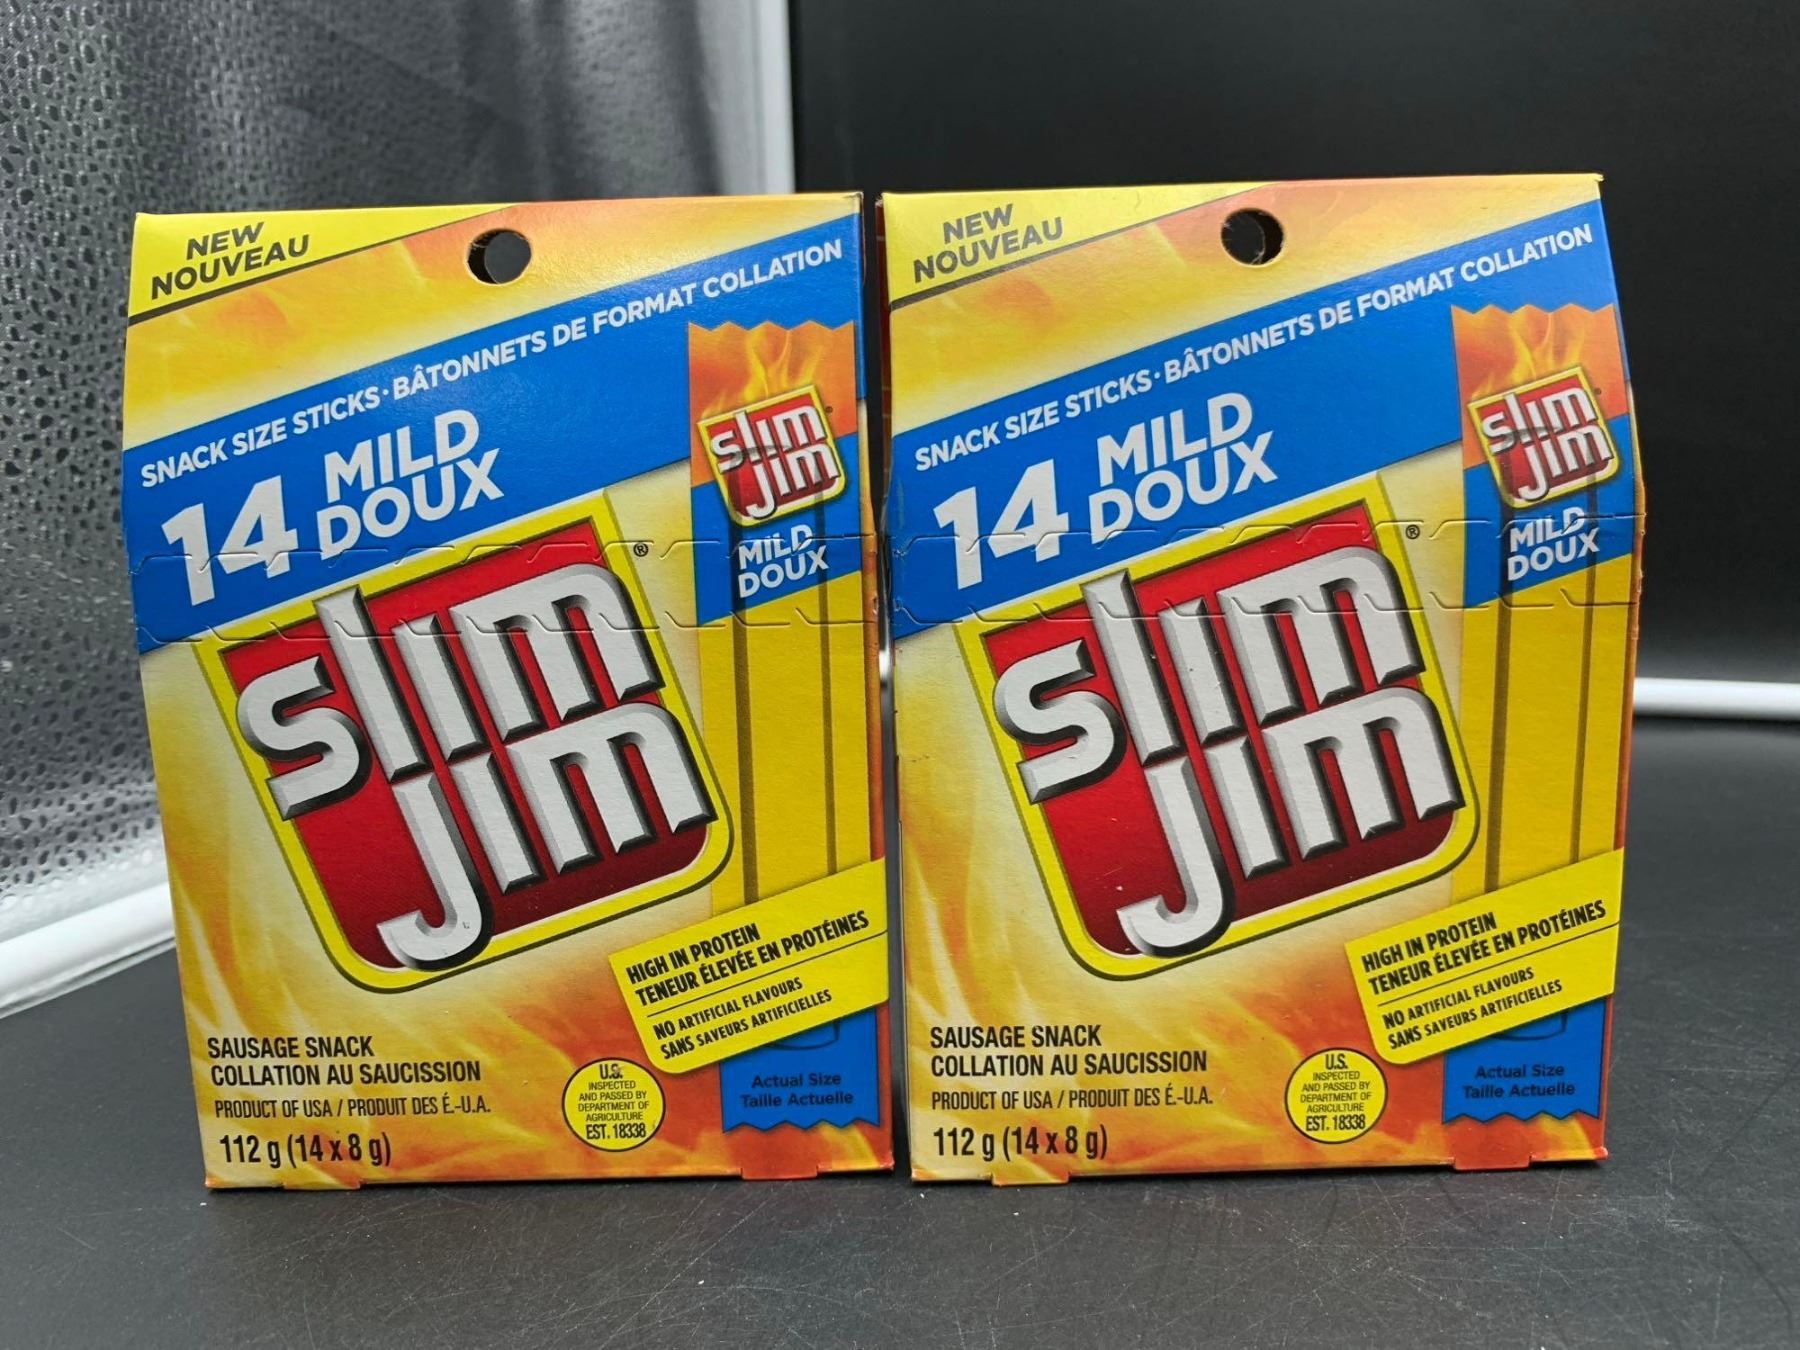 NEW
NOUVEAU
SNACK SIZE STICKS · BÂTONNETS DE FORMAT COLLATION
14 MILD
DOUX
slim
jim
MILD
DOUX
®
slim
jim
HIGH IN PROTEIN
TENEUR ÉLEVÉE EN PROTÉINES
NO ARTIFICIAL FLAVOURS
SANS SAVEURS ARTIFICIELLES
SAUSAGE SNACK
COLLATION AU SAUCISSION
PRODUCT OF USA / PRODUIT DES É.-U.A.
112 g (14 x 8 g)
U.S.
INSPECTED
AND PASSED BY
DEPARTMENT OF
AGRICULTURE
EST. 18338
Actual Size
Taille Actuelle
NEW
NOUVEAU
SNACK SIZE STICKS · BÂTONNETS DE FORMAT COLLATION
14 MILD
DOUX
slim
jim
MILD
DOUX
®
slim
jim
HIGH IN PROTEIN
TENEUR ÉLEVÉE EN PROTÉINES
NO ARTIFICIAL FLAVOURS
SANS SAVEURS ARTIFICIELLES
SAUSAGE SNACK
COLLATION AU SAUCISSION
PRODUCT OF USA / PRODUIT DES É.-U.A.
112 g (14 x 8 g)
U.S.
INSPECTED
AND PASSED BY
DEPARTMENT OF
AGRICULTURE
EST. 18338
Actual Size
Taille Actuelle